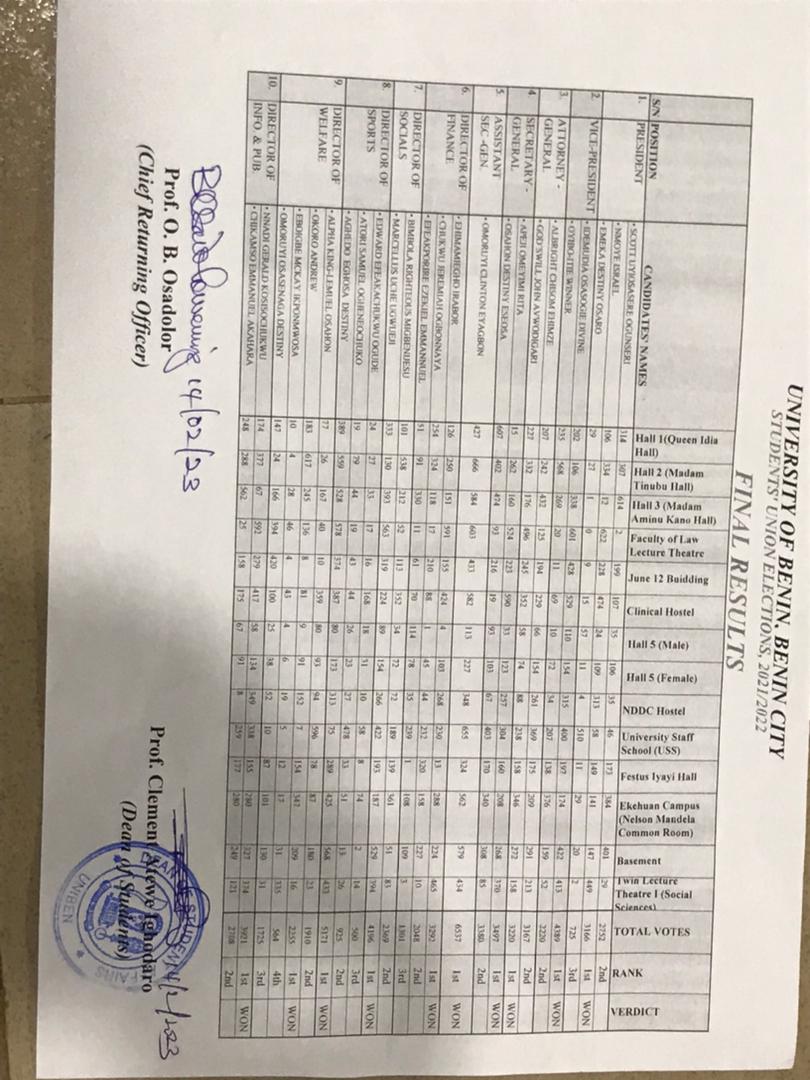 UNIVERSITY OF BENIN, BENIN CITY
STUDENTS' UNION ELECTIONS, 2021/2022
FINAL RESULTS
S/N POSITION CANDIDATES' NAMES Hall 1(Queen Idia Hall) Hall 2 (Madam Tinubu Hall) Hall 3 (Madam Aminu Kano Hall) Faculty of Law Lecture Theatre June 12 Buidding Clinical Hostel Hall 5 (Male) Hall 5 (Female) NDDC Hostel University Staff School (USS) Festus Iyayi Hall Ekehuan Campus (Nelson Mandela Common Room) Basement Twin Lecture Theatre I (Social Sciences) TOTAL VOTES RANK VERDICT
1. PRESIDENT • SCOTT UYIOSASERE OGUNSERI 314 307 614 2 199 107 35 106 35 46 173 384 401 29 2752 2nd
• NMOYE ISRAEL 106 334 12 622 228 474 24 109 313 58 149 141 147 449 3166 1st WON
• EMEKA DESTINY OSARO 29 27 1 0 9 15 57 11 4 510 11 29 20 2 725 3rd
2. VICE-PRESIDENT • IDEMUDIA OSASOGIE DIVINE 202 106 338 601 428 529 110 154 315 400 197 174 422 413 4389 1st WON
• OYIBO-ITIE WINNER 235 568 269 20 11 69 10 72 34 207 138 376 159 52 2220 2nd
3. ATTORNEY - GENERAL • ALBRIGHT CHISOM EHIMZE 207 242 432 125 194 229 66 154 261 369 175 209 291 213 3167 2nd
• GOD'SWILL JOHN AVWODIGARI 227 332 176 496 245 352 58 74 88 238 158 346 272 158 3220 1st WON
4. SECRETARY - GENERAL • APEJI OMEYIMI RITA 15 262 160 524 223 590 33 123 257 304 160 208 268 370 3497 1st WON
• OSAHON DESTINY ESEOSA 607 402 474 93 216 19 93 103 67 403 170 340 308 85 3380 2nd
5. ASSISTANT SEC -GEN. • OMORUYI CLINTON EYAGBON 427 666 584 603 433 582 113 227 348 655 324 562 579 434 6537 1st WON
6. DIRECTOR OF FINANCE • EHIMAMIEGHO IRABOR 126 250 151 591 155 424 4 103 268 230 13 288 224 465 3292 1st WON
• CHUKWU JEREMIAH OGBONNAYA 254 324 118 17 210 88 1 45 44 232 320 158 227 10 2048 2nd
• EFEAKPORIRE EZEKIEL EMMANNUEL 51 91 330 11 61 70 114 78 35 239 1 108 109 3 1301 3rd
7. DIRECTOR OF SOCIALS • BIMBOLA RIGHTEOUS MIGBENUESU 101 538 212 52 113 352 34 72 72 189 139 361 51 83 2369 2nd
• MARCELLUS UCHE UGWUEJI 333 130 393 563 319 224 89 154 266 422 193 187 529 394 4196 1st WON
8. DIRECTOR OF SPORTS • EDWARD EFEAKACHUKWU OGUDE 24 27 33 17 16 168 18 31 10 58 8 74 2 14 500 3rd
• ATORI SAMUEL OGHENEOCHUKO 19 79 44 19 43 44 26 23 27 478 33 51 13 26 925 2nd
• AGHEDO EGHOSA DESTINY 389 559 528 578 374 387 80 173 313 75 289 425 568 433 5171 1st WON
9. DIRECTOR OF WELFARE • ALPHA KING-LEMUEL OSAHON 77 26 167 40 10 359 80 93 94 596 78 87 180 23 1910 2nd
• OKORO ANDREW 183 617 245 136 8 81 9 91 152 7 154 347 209 16 2255 1st WON
• EBOIGBE MCKAY IKPONMWOSA 10 4 28 46 4 43 4 6 19 5 12 17 31 335 564 4th
• OMORUYI OSASENAGA DESTINY 147 24 166 394 420 100 25 38 52 10 87 101 130 31 1725 3rd
10. DIRECTOR OF INFO. & PUB. • NNADI GERALD KOSISOCHUKWU 174 377 67 592 279 417 58 134 349 338 155 280 327 374 3921 1st WON
• CHIKAMSO EMMANUEL AKAHARA 248 288 562 25 158 175 67 91 8 259 177 280 249 121 2708 2nd
14/02/23
14/2/2023
Prof. O. B. Osadolor
(Chief Returning Officer)
Prof. Clement Atewe Ighodaro
(Dean of Students)
DEAN OF STUDENT AFFAIRS
UNIBEN